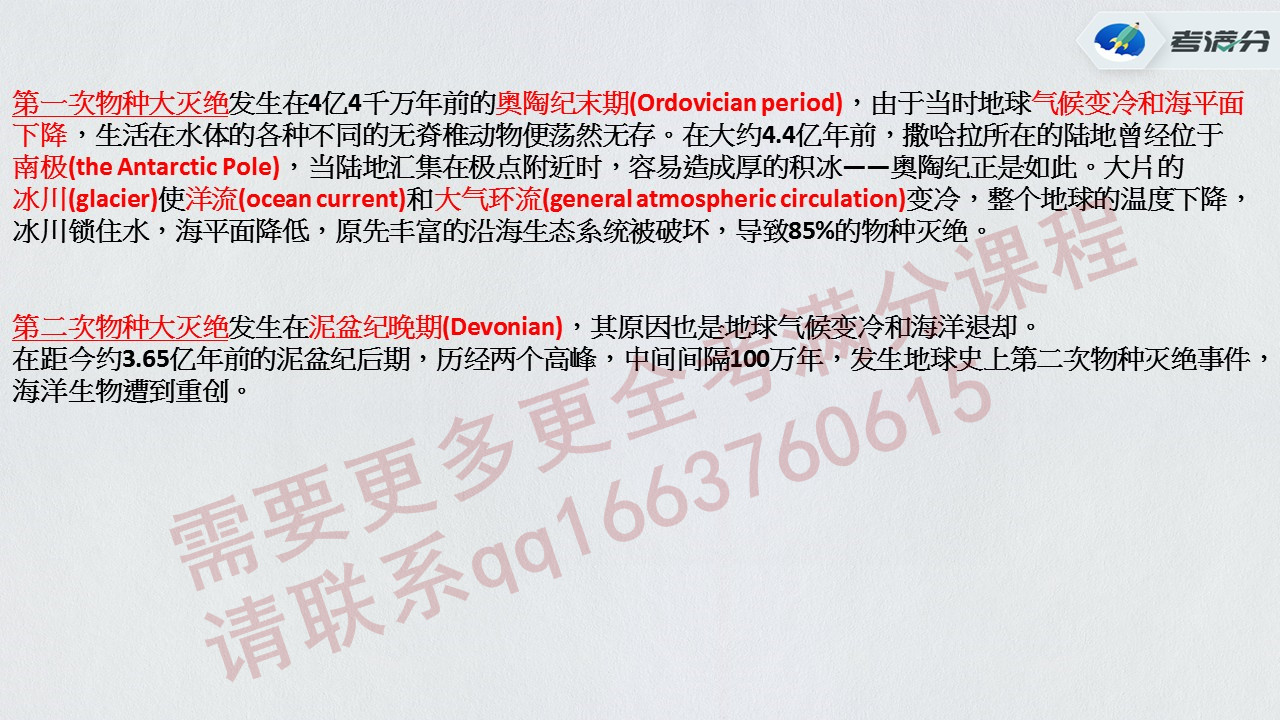 考满分
第一次物种大灭绝发生在4亿4千万年前的奥陶纪末期(Ordovician period)，由于当时地球气候变冷和海平面
下降，生活在水体的各种不同的无脊椎动物便荡然无存。在大约4.4亿年前，撒哈拉所在的陆地曾经位于
南极(the Antarctic Pole)，当陆地汇集在极点附近时，容易造成厚的积冰——奥陶纪正是如此。大片的
冰川(glacier)使洋流(ocean current)和大气环流(general atmospheric circulation)变冷，整个地球的温度下降，
冰川锁住水，海平面降低，原先丰富的沿海生态系统被破坏，导致85%的物种灭绝。
第二次物种大灭绝发生在泥盆纪晚期(Devonian)，其原因也是地球气候变冷和海洋退却。
在距今约3.65亿年前的泥盆纪后期，历经两个高峰，中间间隔100万年，发生地球史上第二次物种灭绝事件，
海洋生物遭到重创。
需要更多更全考满分课程
请联系qq1663760615